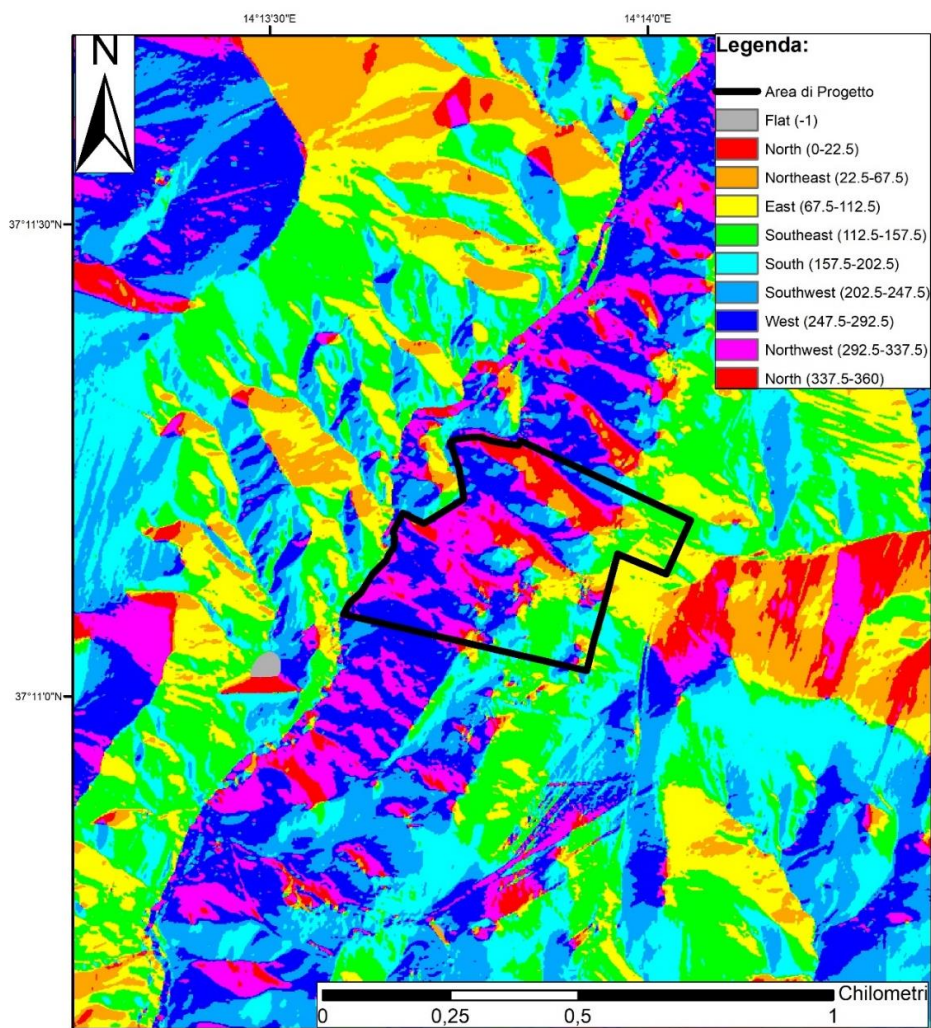 14°13'30"E
14°14'0"E
N
Legenda:
Area di Progetto
Flat (-1)
North (0-22.5)
Northeast (22.5-67.5)
East (67.5-112.5)
Southeast (112.5-157.5)
South (157.5-202.5)
Southwest (202.5-247.5)
West (247.5-292.5)
Northwest (292.5-337.5)
North (337.5-360)
37°11'30"N
37°11'0"N
Chilometri
0
0,25
0,5
1